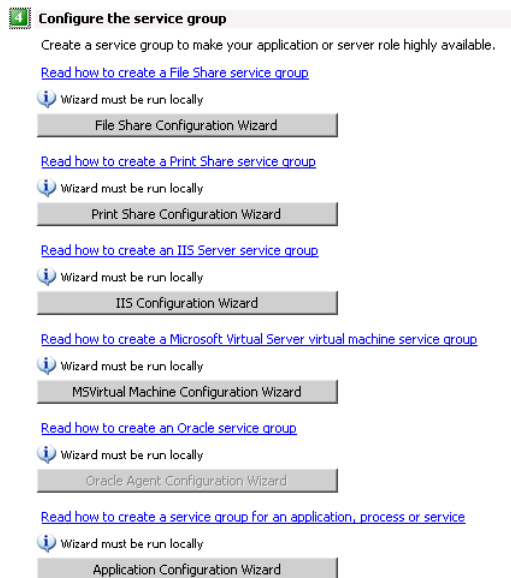 4 Configure the service group
Create a service group to make your application or server role highly available.
Read how to create a File Share service group
Wizard must be run locally
File Share Configuration Wizard
Read how to create a Print Share service group
Wizard must be run locally
Print Share Configuration Wizard
Read how to create an IIS Server service group
Wizard must be run locally
IIS Configuration Wizard
Read how to create a Microsoft Virtual Server virtual machine service group
Wizard must be run locally
MSVirtual Machine Configuration Wizard
Read how to create an Oracle service group
Wizard must be run locally
Oracle Agent Configuration Wizard
Read how to create a service group for an application, process or service
Wizard must be run locally
Application Configuration Wizard